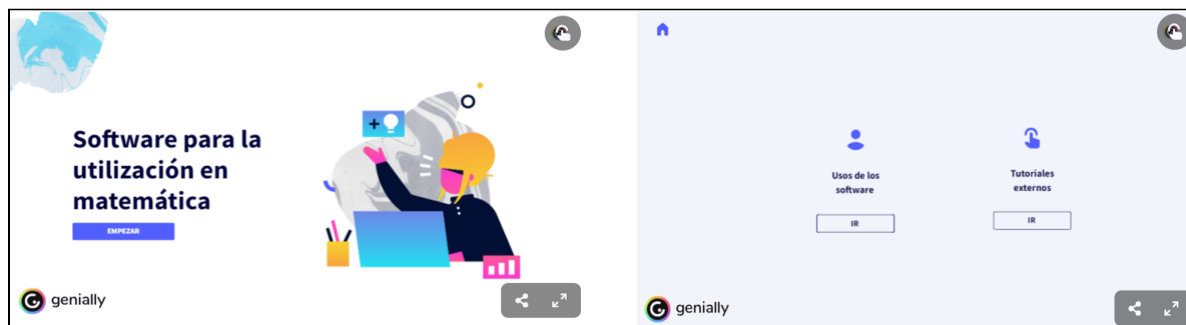 Software para la
utilización en
matemática
EMPEZAR
genially
Usos de los
software
IR
Tutoriales
externos
IR
genially